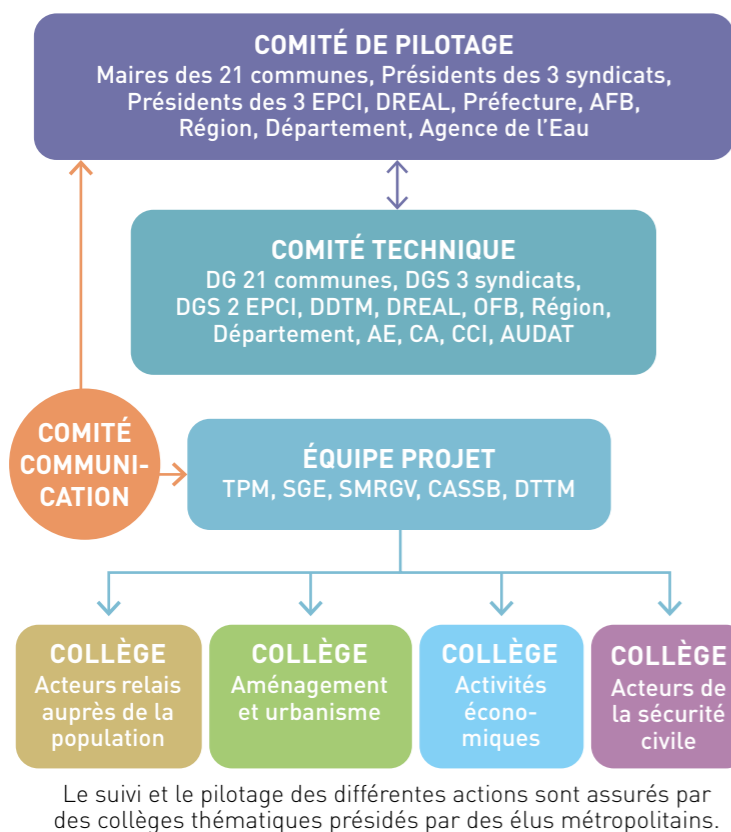 COMITÉ DE PILOTAGE
Maires des 21 communes, Présidents des 3 syndicats,
Présidents des 3 EPCI, DREAL, Préfecture, AFB,
Région, Département, Agence de l’Eau
COMITÉ TECHNIQUE
DG 21 communes, DGS 3 syndicats,
DGS 2 EPCI, DDTM, DREAL, OFB, Région,
Département, AE, CA, CCI, AUDAT
COMITÉ
COMMUNI-
CATION
ÉQUIPE PROJET
TPM, SGE, SMRGV, CASSB, DTTM
COLLÈGE
Acteurs relais
auprès de la
population
COLLÈGE
Aménagement
et urbanisme
COLLÈGE
Activités
écono-
miques
COLLÈGE
Acteurs de
la sécurité
civile
Le suivi et le pilotage des différentes actions sont assurés par
des collèges thématiques présidés par des élus métropolitains.